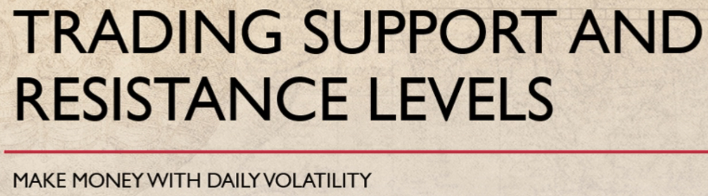 TRADING SUPPORT AND
RESISTANCE LEVELS
MAKE MONEY WITH DAILY VOLATILITY